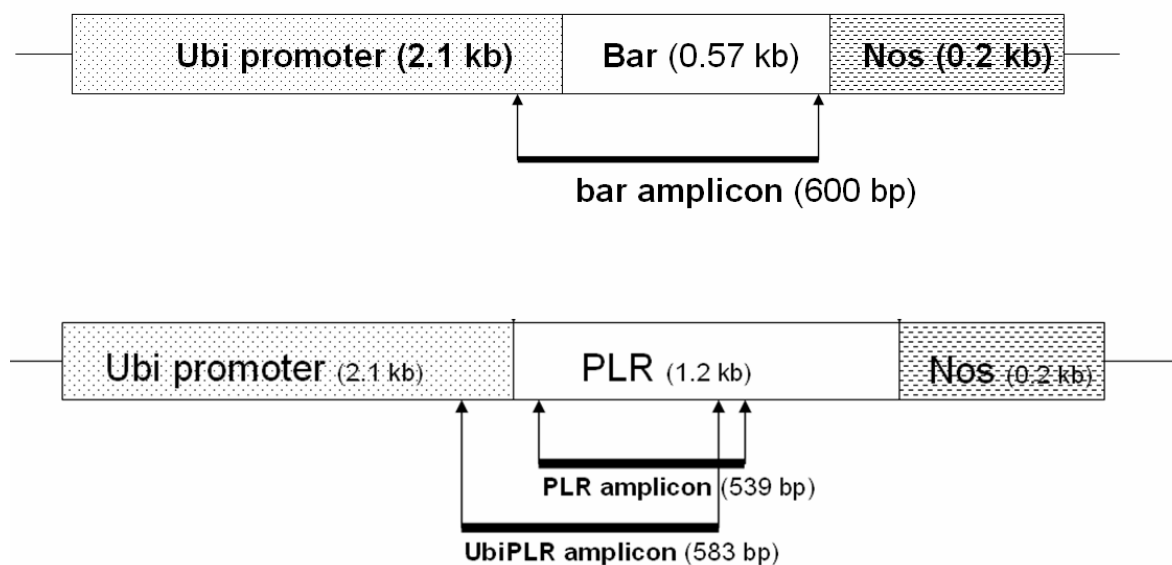 Ubi promoter (2.1 kb) Bar (0.57 kb) Nos (0.2 kb)
bar amplicon (600 bp)
Ubi promoter (2.1 kb) PLR (1.2 kb) Nos (0.2 kb)
PLR amplicon (539 bp)
UbiPLR amplicon (583 bp)